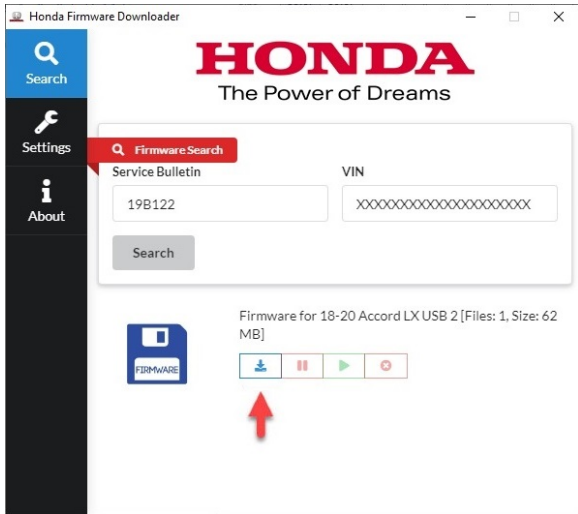 Honda Firmware Downloader
Search
Settings
About
HONDA
The Power of Dreams
Firmware Search
Service Bulletin
VIN
19B122
XXXXXXXXXXXXXXXXXXXX
Search
Firmware for 18-20 Accord LX USB 2 [Files: 1, Size: 62
MB]
FIRMWARE